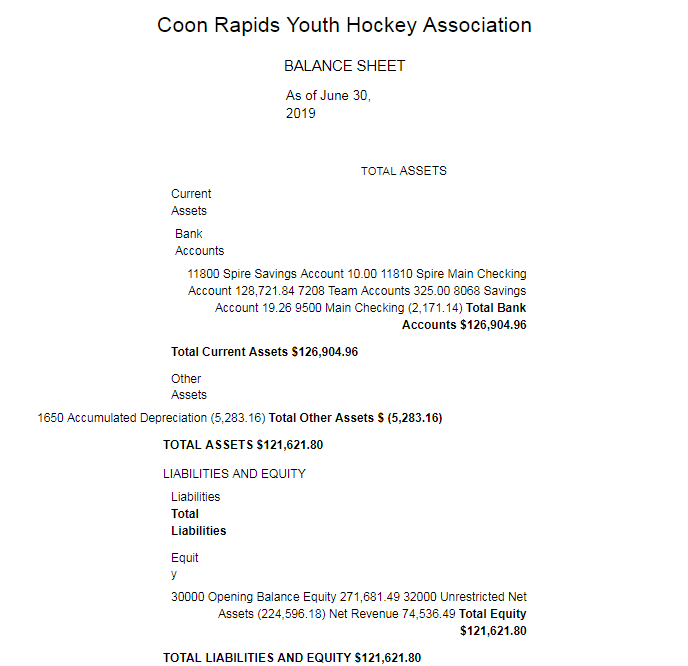 Coon Rapids Youth Hockey Association
BALANCE SHEET
As of June 30,
2019
TOTAL ASSETS
Current
Assets
Bank
Accounts
11800 Spire Savings Account 10.00 11810 Spire Main Checking
Account 128,721.84 7208 Team Accounts 325.00 8068 Savings
Account 19.26 9500 Main Checking (2,171.14) Total Bank
Accounts $126,904.96
Total Current Assets $126,904.96
Other
Assets
1650 Accumulated Depreciation (5,283.16) Total Other Assets $ (5,283.16)
TOTAL ASSETS $121,621.80
LIABILITIES AND EQUITY
Liabilities
Total
Liabilities
Equit
y
30000 Opening Balance Equity 271,681.49 32000 Unrestricted Net
Assets (224,596.18) Net Revenue 74,536.49 Total Equity
$121,621.80
TOTAL LIABILITIES AND EQUITY $121,621.80